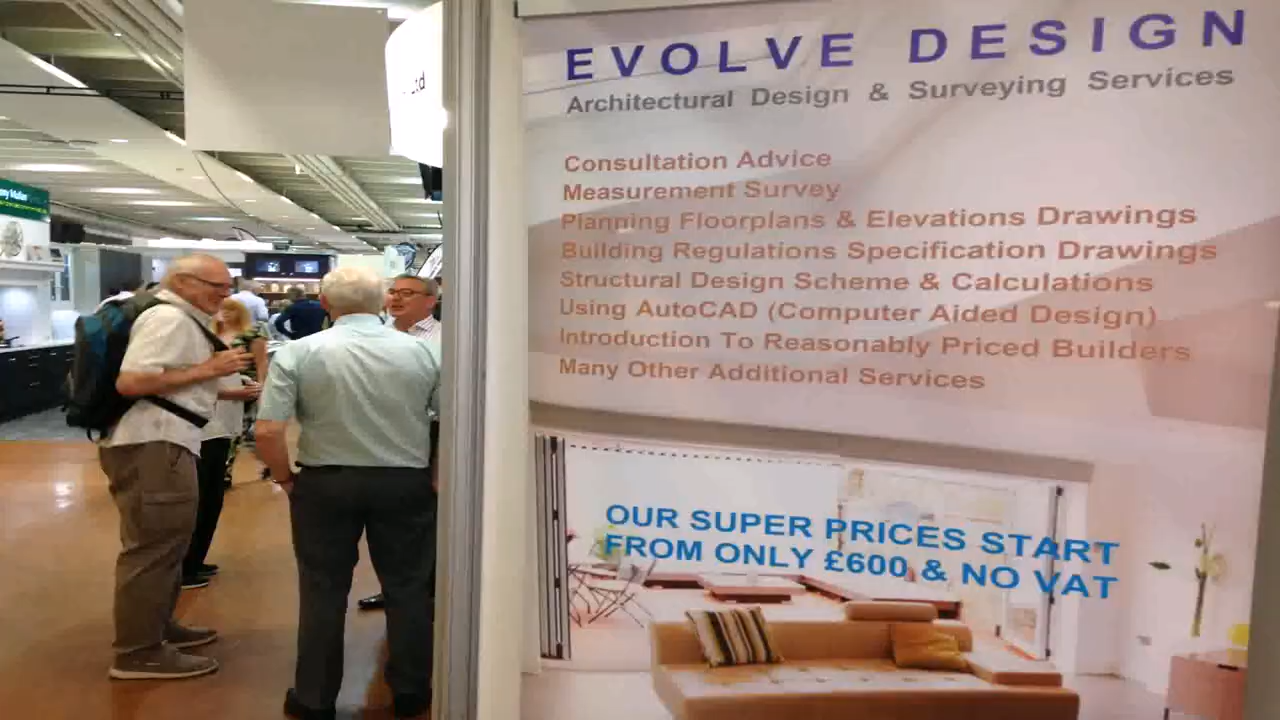 EVOLVE DESIGN
Architectural Design & Surveying Services
Consultation Advice
Measurement Survey
Planning Floorplans & Elevations Drawings
Building Regulations Specification Drawings
Structural Design Scheme & Calculations
Using AutoCAD (Computer Aided Design)
Introduction To Reasonably Priced Builders
Many Other Additional Services
OUR SUPER PRICES START
FROM ONLY £600 & NO VAT